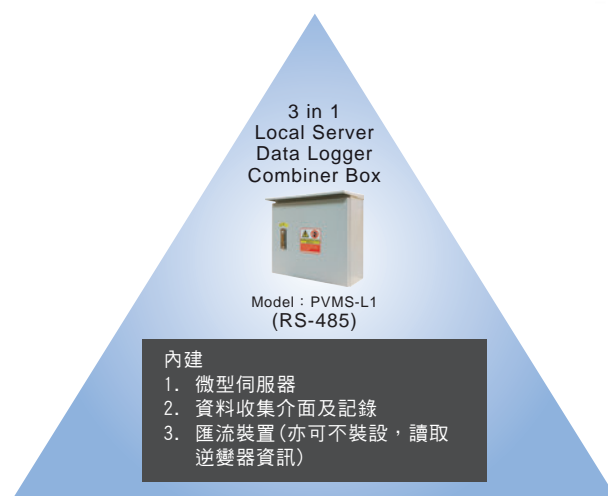 3 in 1
Local Server
Data Logger
Combiner Box
Model：PVMS-L1
(RS-485)
內建
1. 微型伺服器
2. 資料收集介面及記錄
3. 匯流裝置(亦可不裝設，讀取
逆變器資訊)